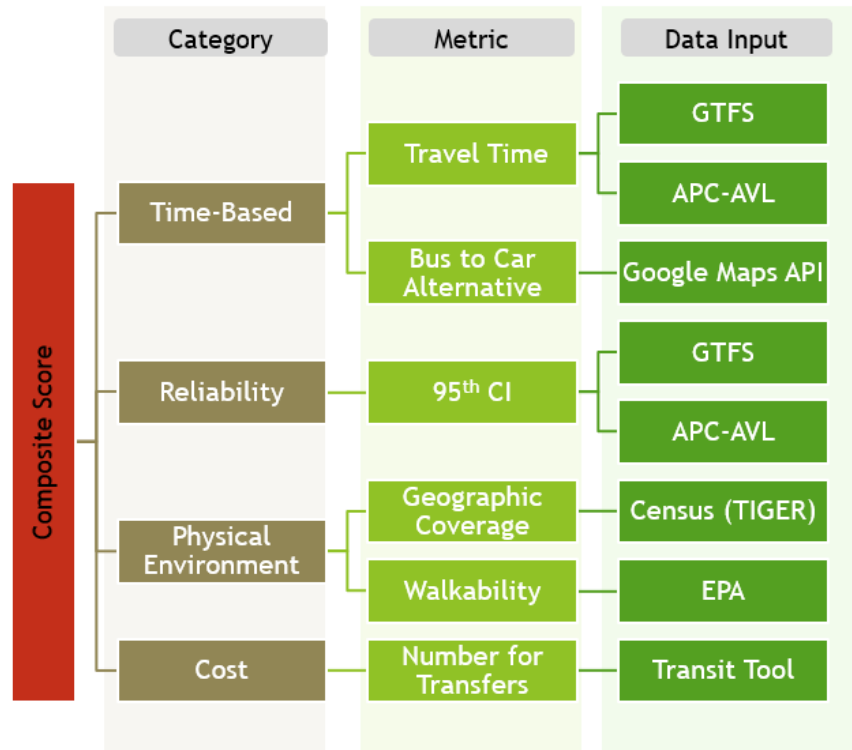 Category
Metric
Data Input
Composite Score
Time-Based
Travel Time
GTFS
APC-AVL
Bus to Car
Alternative
Google Maps API
Reliability
95th CI
GTFS
APC-AVL
Physical
Environment
Geographic
Coverage
Census (TIGER)
Walkability
EPA
Cost
Number for
Transfers
Transit Tool